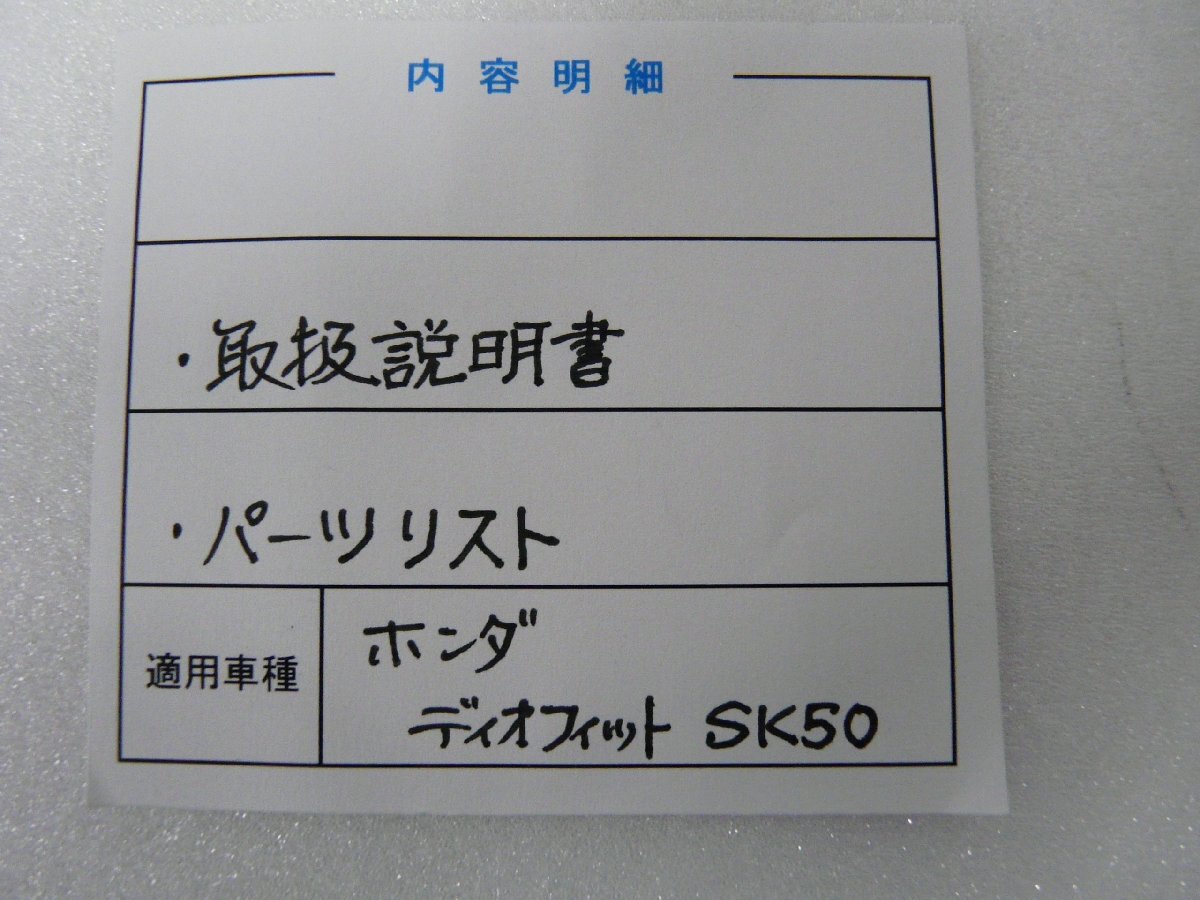 内容明細
・取扱説明書
・パーツリスト
適用車種
ホンダ
ディオフィット SK50